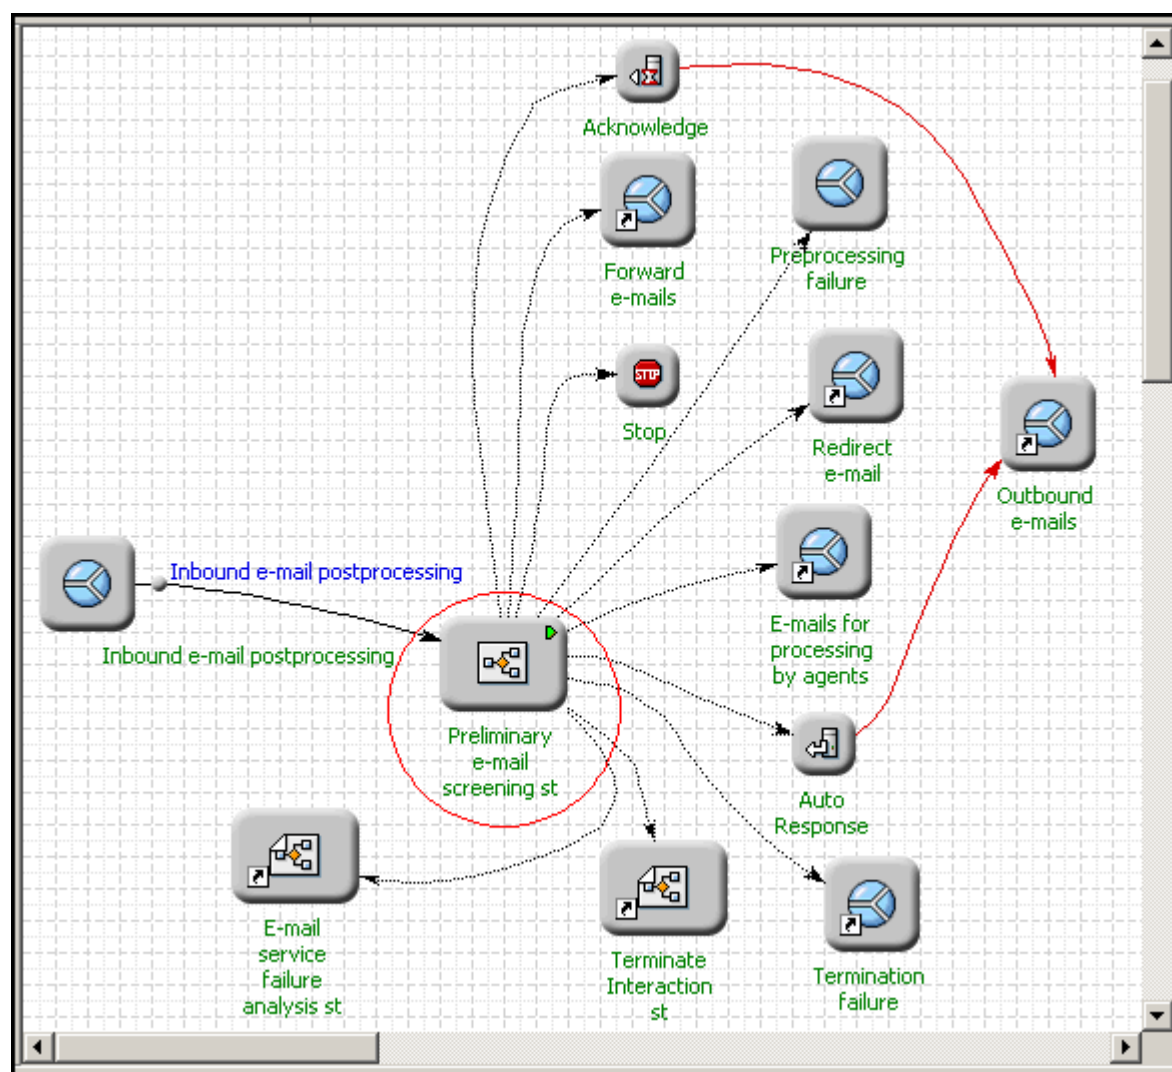 Acknowledge
Forward
e-mails
Preprocessing
failure
STOP
Stop
Redirect
e-mail
Outbound
e-mails
Inbound e-mail postprocessing
Inbound e-mail postprocessing
E-mails for
processing
by agents
Preliminary
e-mail
screening st
Auto
Response
E-mail
service
failure
analysis st
Terminate
Interaction
st
Termination
failure